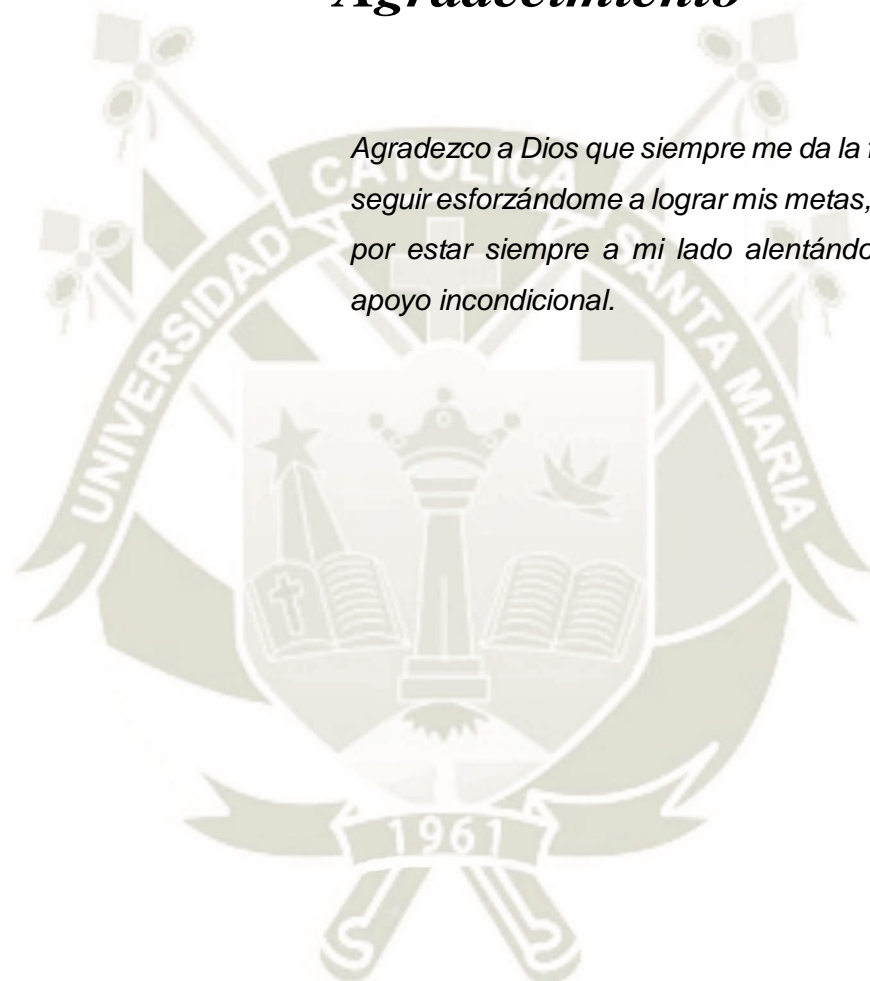 Agradecimiento
Agradezco a Dios que siempre me da la
seguir esforzándome a lograr mis metas,
por estar siempre a mi lado alentándo
apoyo incondicional.
UNIVERSIDAD CATOLICA SANTA MARIA
1961